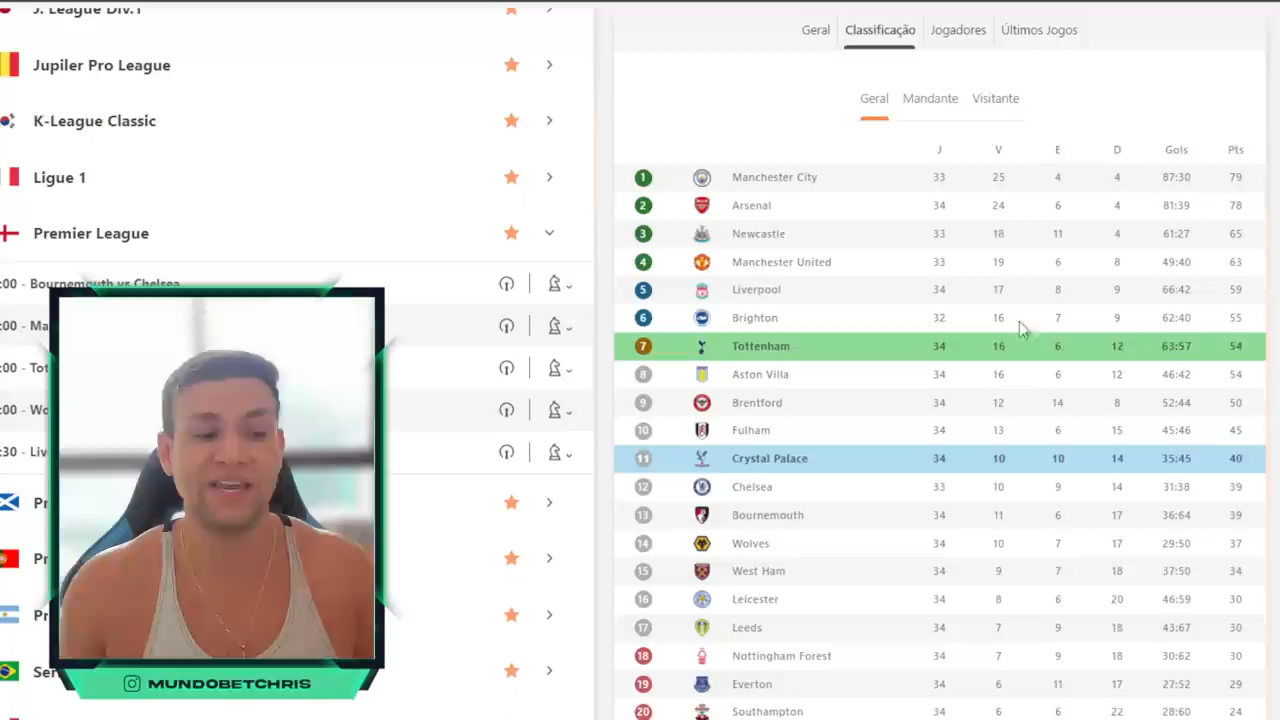 J. League Div.1
Jupiler Pro League
K-League Classic
Ligue 1
Premier League
:00 - Bournemouth vs Chelsea
:00 - Ma
:00 - Tot
:00 - Wo
:30 - Liv
Pr
Pr
Pr
Ser
MUNDOBETCHRIS
Geral Classificação Jogadores Últimos Jogos
Geral Mandante Visitante
J V E D Gols Pts
1 Manchester City 33 25 4 4 87:30 79
2 Arsenal 34 24 6 4 81:39 78
3 Newcastle 33 18 11 4 61:27 65
4 Manchester United 33 19 6 8 49:40 63
5 Liverpool 34 17 8 9 66:42 59
6 Brighton 32 16 7 9 62:40 55
7 Tottenham 34 16 6 12 63:57 54
8 Aston Villa 34 16 6 12 46:42 54
9 Brentford 34 12 14 8 52:44 50
10 Fulham 34 13 6 15 45:46 45
11 Crystal Palace 34 10 10 14 35:45 40
12 Chelsea 33 10 9 14 31:38 39
13 Bournemouth 34 11 6 17 36:64 39
14 Wolves 34 10 7 17 29:50 37
15 West Ham 34 9 7 18 37:50 34
16 Leicester 34 8 6 20 46:59 30
17 Leeds 34 7 9 18 43:67 30
18 Nottingham Forest 34 7 9 18 30:62 30
19 Everton 34 6 11 17 27:52 29
20 Southampton 34 6 6 22 28:60 24